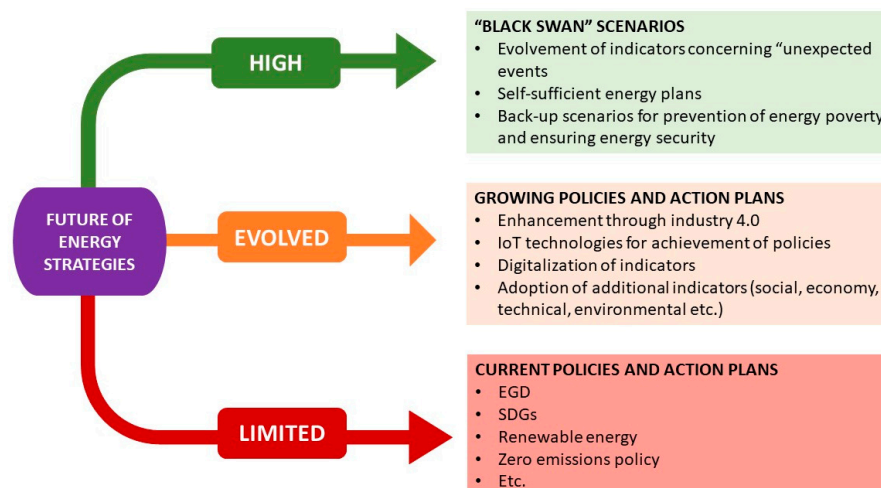 FUTURE OF
ENERGY
STRATEGIES
HIGH
"BLACK SWAN" SCENARIOS
• Evolvement of indicators concerning "unexpected
events
• Self-sufficient energy plans
• Back-up scenarios for prevention of energy poverty
and ensuring energy security
EVOLVED
GROWING POLICIES AND ACTION PLANS
• Enhancement through industry 4.0
• IoT technologies for achievement of policies
• Digitalization of indicators
• Adoption of additional indicators (social, economy,
technical, environmental etc.)
LIMITED
CURRENT POLICIES AND ACTION PLANS
• EGD
• SDGs
• Renewable energy
• Zero emissions policy
• Etc.